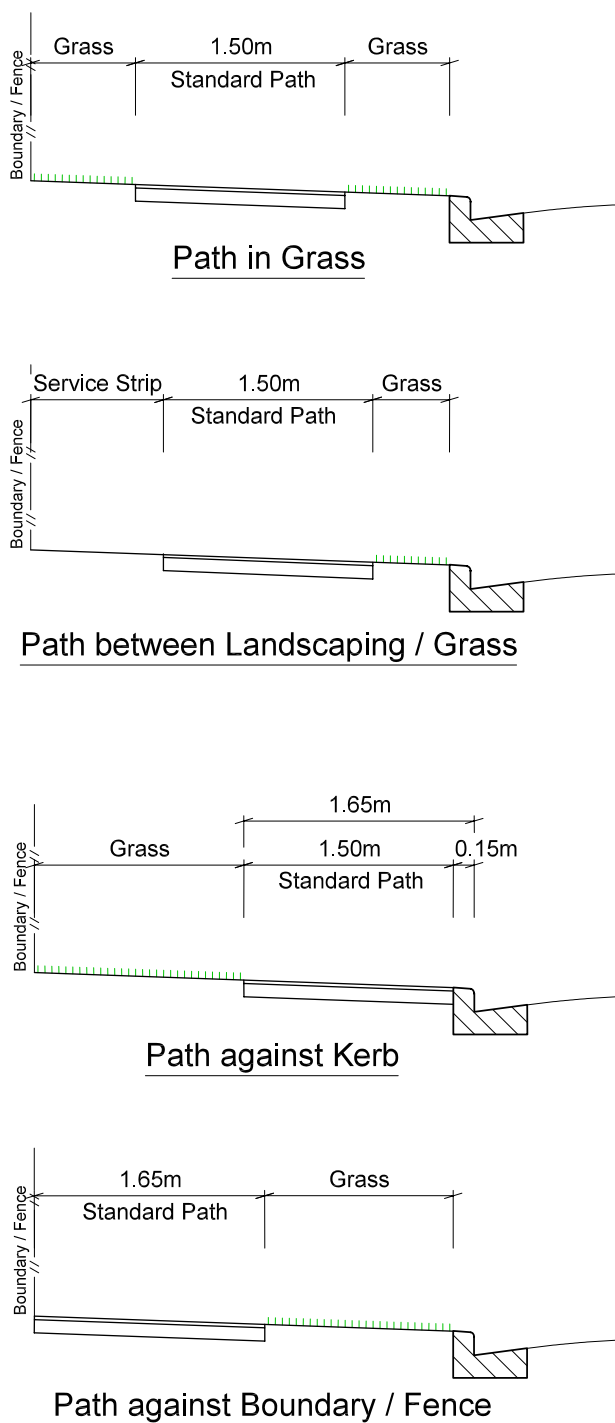 Grass 1.50m Grass
Standard Path
Boundary / Fence
Path in Grass
Service Strip 1.50m Grass
Standard Path
Boundary / Fence
Path between Landscaping / Grass
1.65m
Grass 1.50m 0.15m
Standard Path
Boundary / Fence
Path against Kerb
1.65m Grass
Standard Path
Boundary / Fence
Path against Boundary / Fence